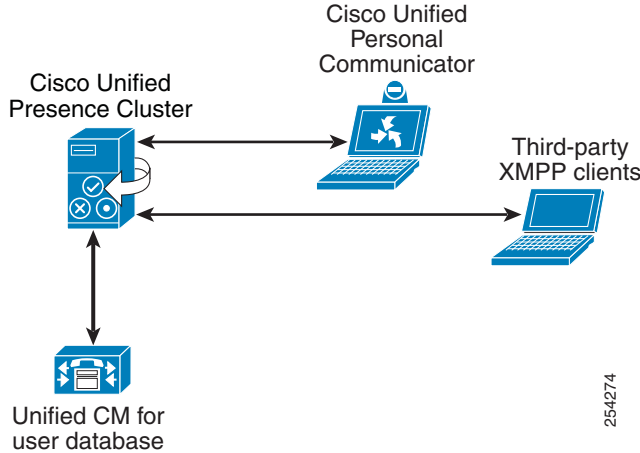 Cisco Unified
Personal
Communicator
Cisco Unified
Presence Cluster
Third-party
XMPP clients
Unified CM for
user database
254274